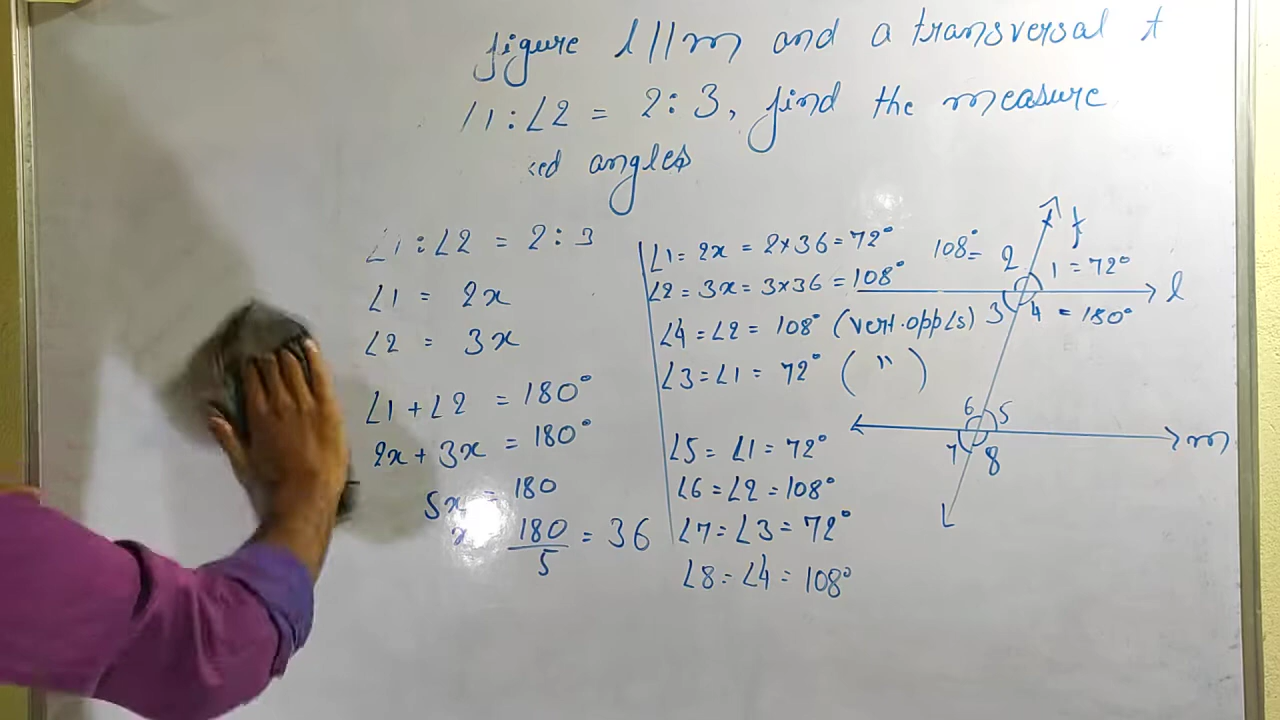 figure l//m and a transversal t
∠1:∠2 = 2:3, find the measure
angles
∠1:∠2 = 2:3
∠1 = 2x
∠2 = 3x
∠1+∠2 = 180°
2x+3x = 180°
5x = 180
x 180/5 = 36
∠1= 2x = 2×36=72°
∠2=3x=3×36=108°
∠4=∠2= 108° (vert.opp∠s)
∠3=∠1= 72° ( " )
∠5= ∠1= 72°
∠6=∠2=108°
∠7=∠3=72°
∠8=∠4=108°
t
108°= 2 1=72°
l
3 4 = 180°
6 5
m
7 8